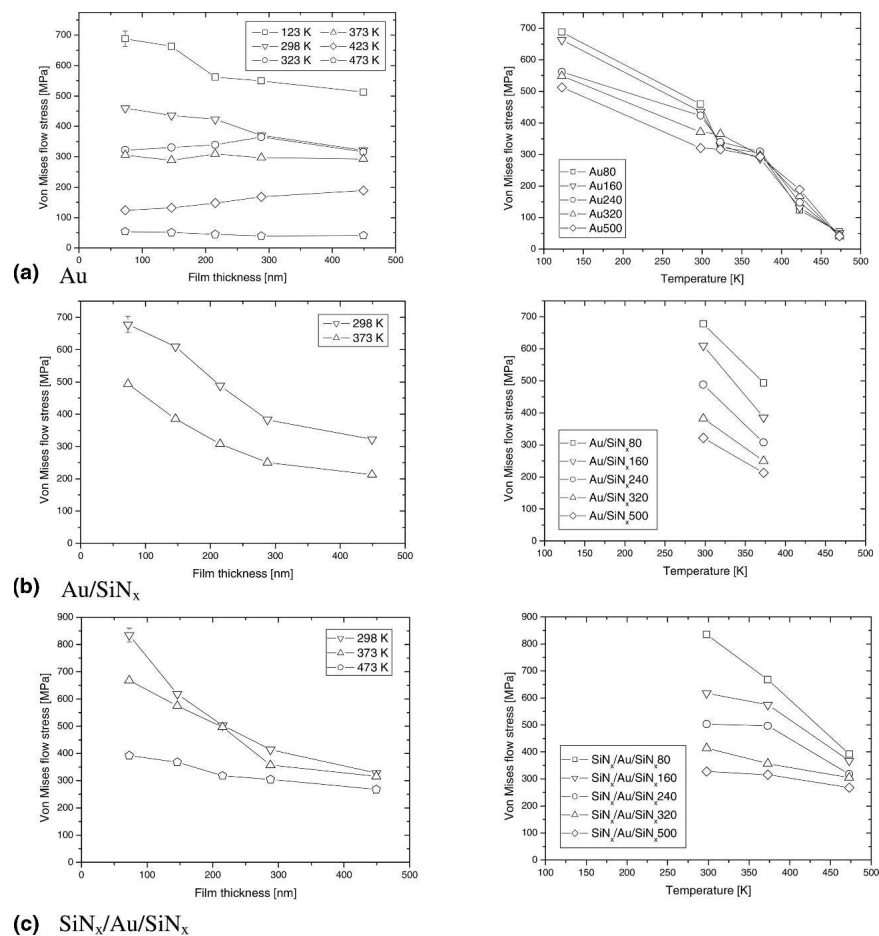 Von Mises flow stress [MPa]
700
600
500
400
300
200
100
0
123 K
298 K
323 K
373 K
423 K
473 K
0 100 200 300 400 500
Film thickness [nm]
(a) Au
Von Mises flow stress [MPa]
700
600
500
400
300
200
100
0
Au80
Au160
Au240
Au320
Au500
100 150 200 250 300 350 400 450 500
Temperature [K]
Von Mises flow stress [MPa]
700
600
500
400
300
200
100
0
298 K
373 K
0 100 200 300 400 500
Film thickness [nm]
(b) Au/SiNx
Von Mises flow stress [MPa]
700
600
500
400
300
200
100
0
Au/SiNx80
Au/SiNx160
Au/SiNx240
Au/SiNx320
Au/SiNx500
100 150 200 250 300 350 400 450 500
Temperature [K]
Von Mises flow stress [MPa]
900
800
700
600
500
400
300
200
100
0
298 K
373 K
473 K
0 100 200 300 400 500
Film thickness [nm]
(c) SiNx/Au/SiNx
Von Mises flow stress [MPa]
900
800
700
600
500
400
300
200
100
0
SiNx/Au/SiNx80
SiNx/Au/SiNx160
SiNx/Au/SiNx240
SiNx/Au/SiNx320
SiNx/Au/SiNx500
100 150 200 250 300 350 400 450 500
Temperature [K]